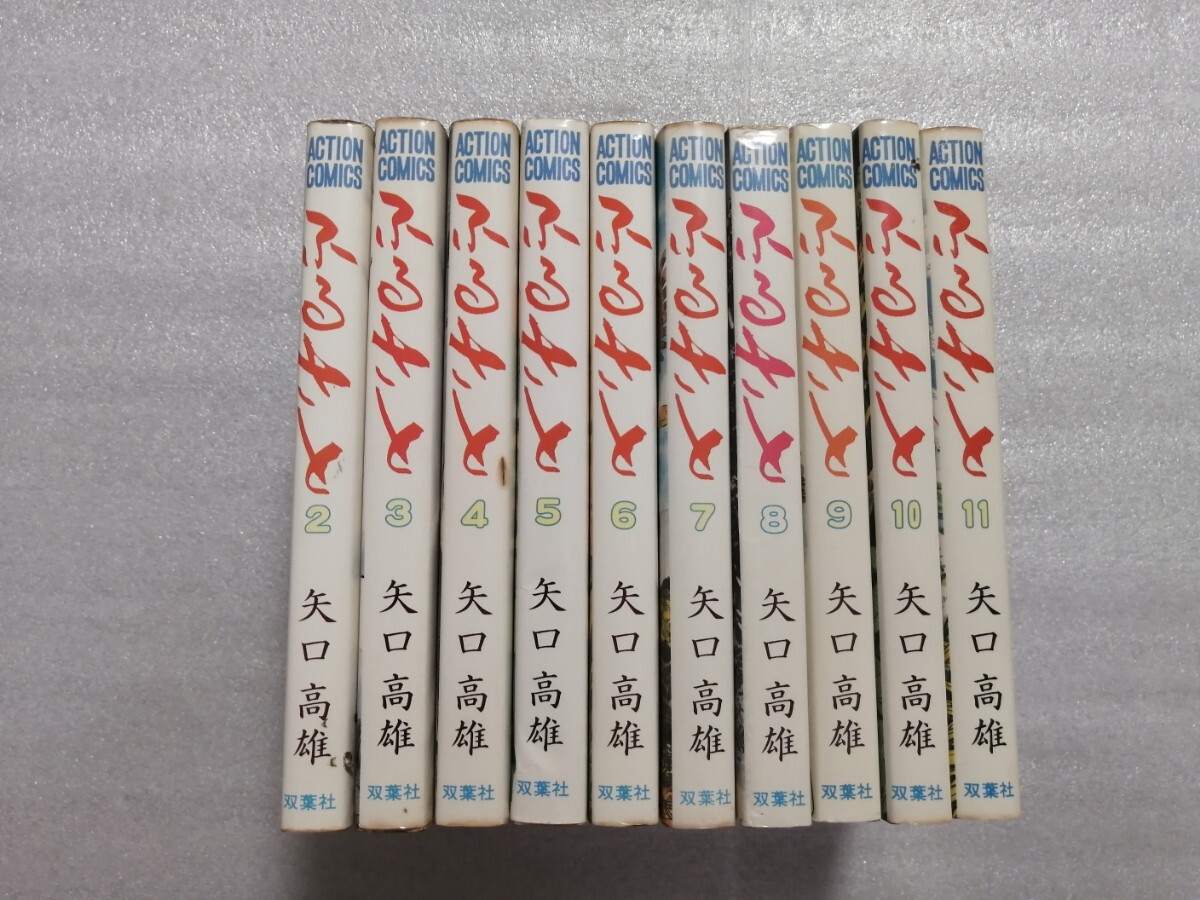 ACTION
COMICS
ふるさと
2
矢口高雄
双葉社
ACTION
COMICS
ふるさと
3
矢口高雄
双葉社
ACTION
COMICS
ふるさと
4
矢口高雄
双葉社
ACTION
COMICS
ふるさと
5
矢口高雄
双葉社
ACTION
COMICS
ふるさと
6
矢口高雄
双葉社
ACTION
COMICS
ふるさと
7
矢口高雄
双葉社
ACTION
COMICS
ふるさと
8
矢口高雄
双葉社
ACTION
COMICS
ふるさと
9
矢口高雄
双葉社
ACTION
COMICS
ふるさと
10
矢口高雄
双葉社
ACTION
COMICS
ふるさと
11
矢口高雄
双葉社